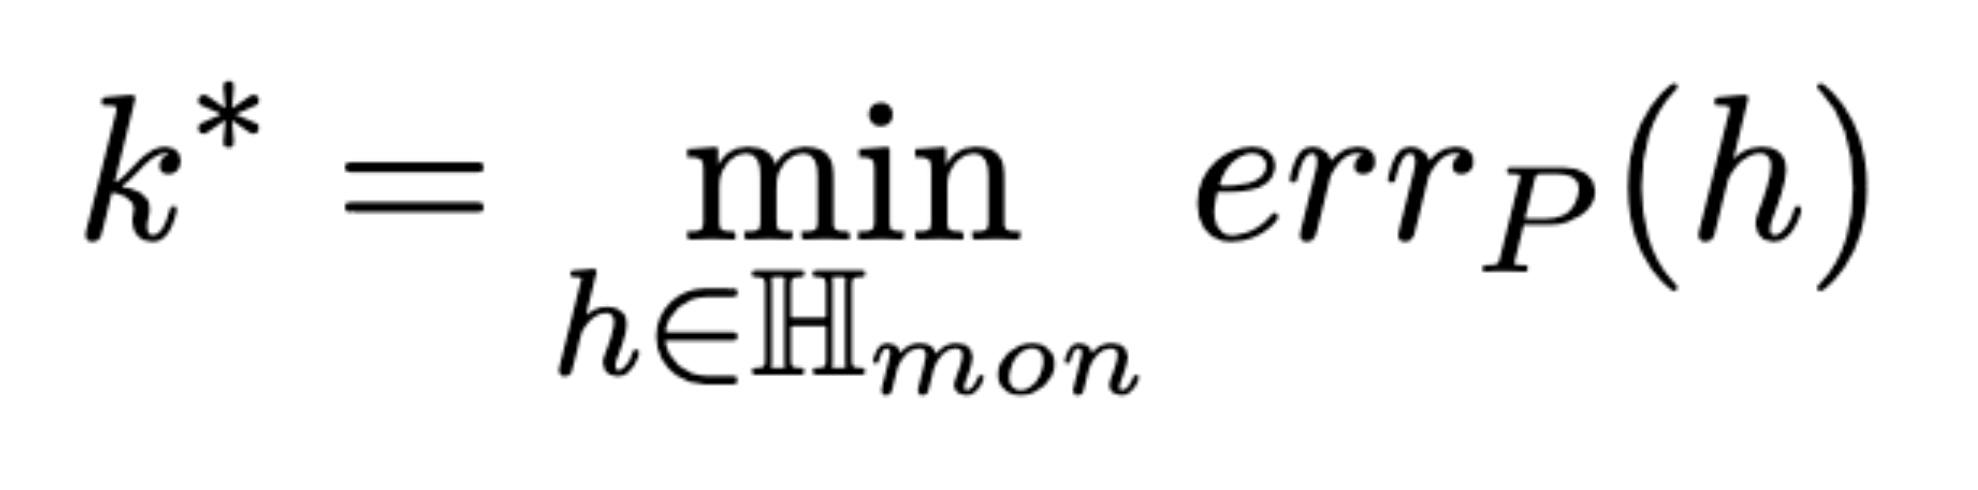 k* = min err_P(h)
h∈ℍ_mon